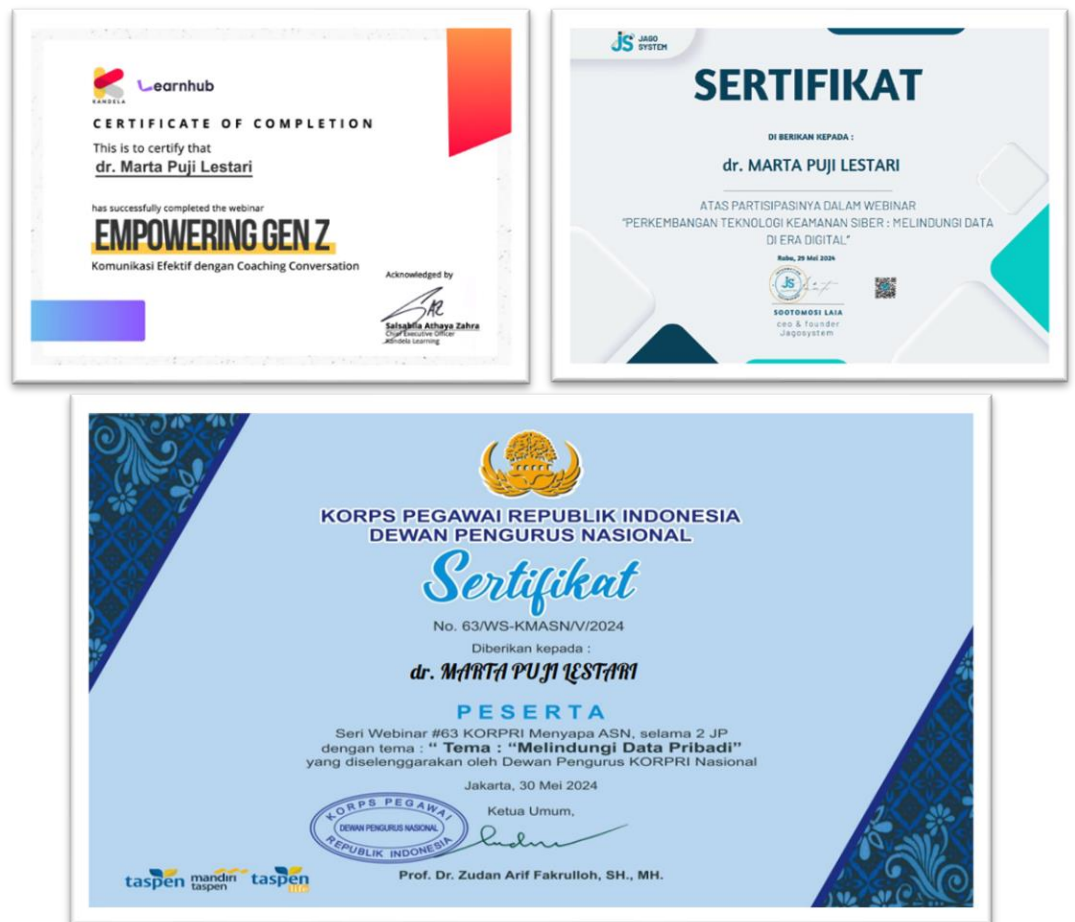 KANDELA
Learnhub
CERTIFICATE OF COMPLETION
This is to certify that
dr. Marta Puji Lestari
has successfully completed the webinar
EMPOWERING GEN Z
Komunikasi Efektif dengan Coaching Conversation
Acknowledged by
Salsabila Athaya Zahra
Chief Executive Officer
Kandela Learning
JS JAGO
SYSTEM
SERTIFIKAT
DI BERIKAN KEPADA :
dr. MARTA PUJI LESTARI
ATAS PARTISIPASINYA DALAM WEBINAR
"PERKEMBANGAN TEKNOLOGI KEAMANAN SIBER : MELINDUNGI DATA
DI ERA DIGITAL"
Rabu, 29 Mei 2024
JS
SOOTOMOSI LAIA
ceo & founder
Jagosystem
KORPS PEGAWAI REPUBLIK INDONESIA
DEWAN PENGURUS NASIONAL
Sertifikat
No. 63/WS-KMASN/V/2024
Diberikan kepada :
dr. MARTA PUJI LESTARI
PESERTA
Seri Webinar #63 KORPRI Menyapa ASN, selama 2 JP
dengan tema : “ Tema : “Melindungi Data Pribadi”
yang diselenggarakan oleh Dewan Pengurus KORPRI Nasional
Jakarta, 30 Mei 2024
Ketua Umum,
KORPS PEGAWAI
DEWAN PENGURUS NASIONAL
REPUBLIK INDONESIA
Prof. Dr. Zudan Arif Fakrulloh, SH., MH.
taspen mandiri taspen taspen life